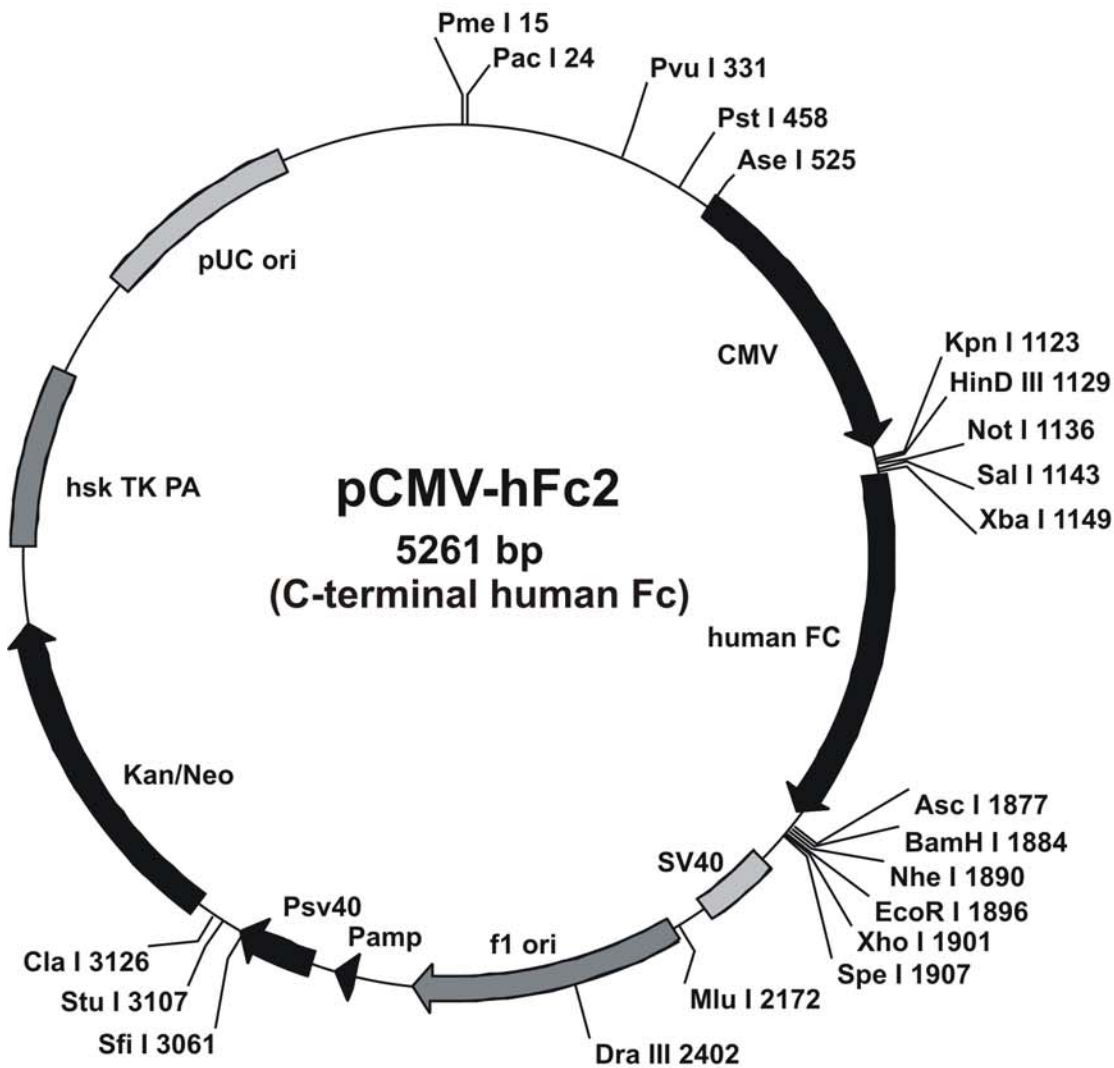 Pme I 15
Pac I 24
Pvu I 331
Pst I 458
Ase I 525
pUC ori
CMV
Kpn I 1123
HinD III 1129
Not I 1136
Sal I 1143
Xba I 1149
hsk TK PA
pCMV-hFc2
5261 bp
(C-terminal human Fc)
human FC
Kan/Neo
Asc I 1877
BamH I 1884
Nhe I 1890
EcoR I 1896
Xho I 1901
Spe I 1907
SV40
Psv40
Pamp
f1 ori
Cla I 3126
Stu I 3107
Sfi I 3061
Mlu I 2172
Dra III 2402